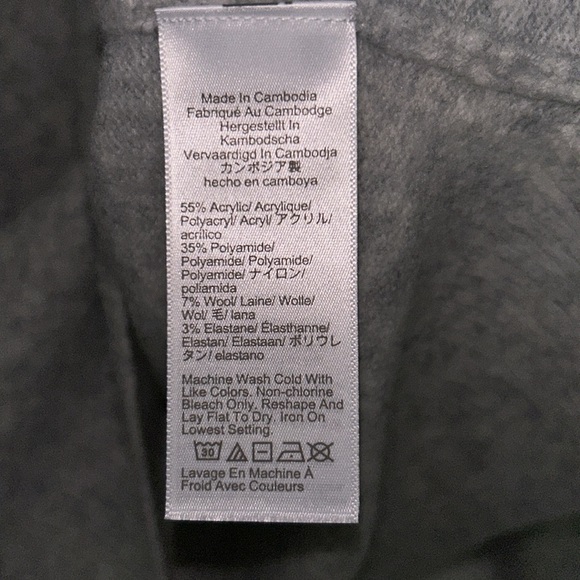 Made In Cambodia
Fabriqué Au Cambodge
Hergestellt In
Kambodscha
Vervaardigd In Cambodja
カンボジア製
hecho en camboya
55% Acrylic/ Acrylique/
Polyacryl/ Acryl/ アクリル/
acrílico
35% Polyamide/
Polyamide/ Polyamide/
Polyamide/ ナイロン/
poliamida
7% Wool/ Laine/ Wolle/
Wol/ 毛/ lana
3% Elastane/ Élasthanne/
Elastan/ Elastaan/ ポリウレ
タン/ elastano
Machine Wash Cold With
Like Colors. Non-chlorine
Bleach Only. Reshape And
Lay Flat To Dry. Iron On
Lowest Setting.
30
Lavage En Machine À
Froid Avec Couleurs